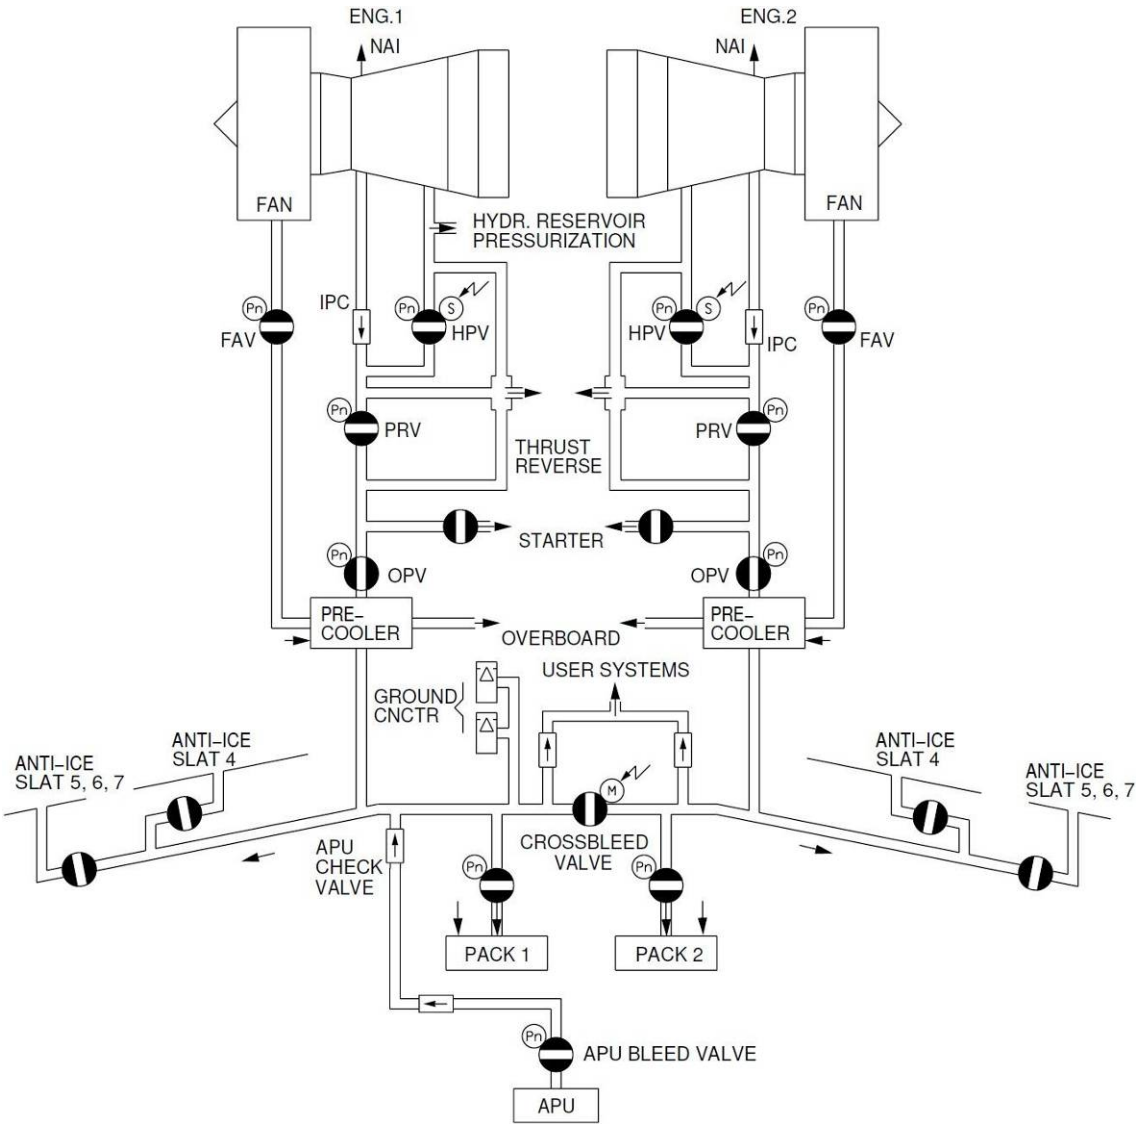 ENG.1
ENG.2
NAI
NAI
FAN
FAN
HYDR. RESERVOIR
PRESSURIZATION
IPC
Pn
Pn
S
Pn
S
Pn
FAV
HPV
HPV
IPC
FAV
Pn
PRV
PRV
Pn
THRUST
REVERSE
STARTER
Pn
OPV
OPV
Pn
PRE–
COOLER
PRE–
COOLER
OVERBOARD
USER SYSTEMS
GROUND
CNCTR
ANTI–ICE
SLAT 4
ANTI–ICE
SLAT 5, 6, 7
ANTI–ICE
SLAT 4
ANTI–ICE
SLAT 5, 6, 7
M
CROSSBLEED
VALVE
APU
CHECK
VALVE
Pn
Pn
PACK 1
PACK 2
Pn
APU BLEED VALVE
APU